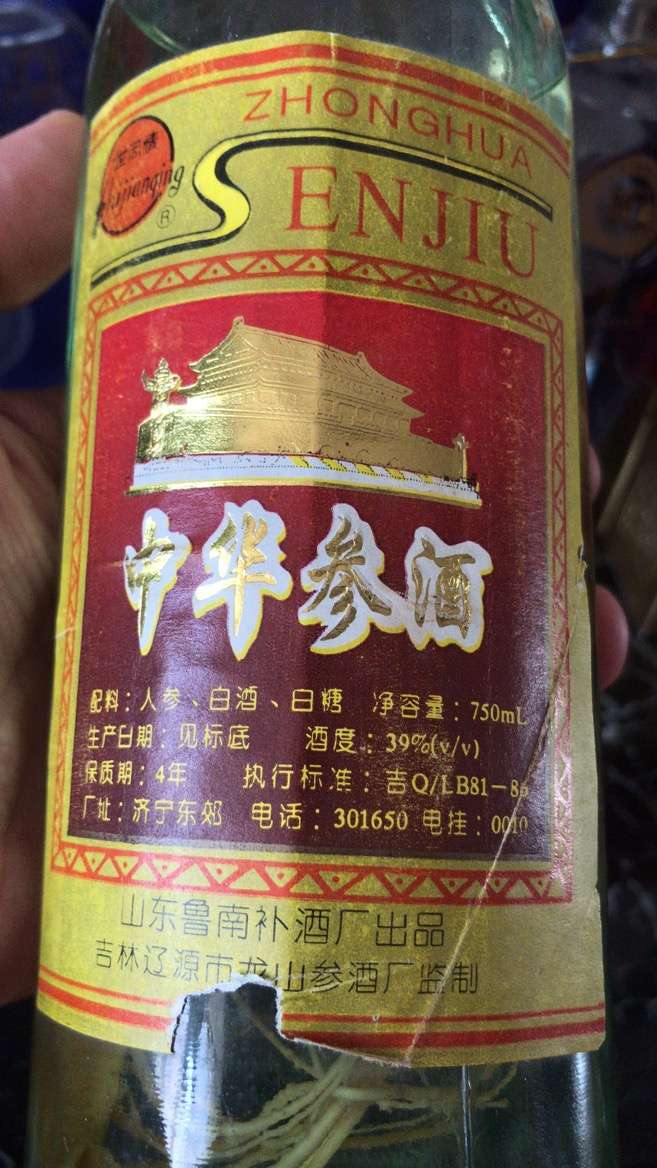 ZHONGHUA
SENJIU
®
中华参酒
配料：人参、白酒、白糖 净容量：750mL
生产日期：见标底 酒度：39%(v/v)
保质期：4年 执行标准：吉Q/LB81－86
厂址：济宁东郊 电话：301650 电挂：0010
山东鲁南补酒厂出品
吉林辽源市龙山参酒厂监制